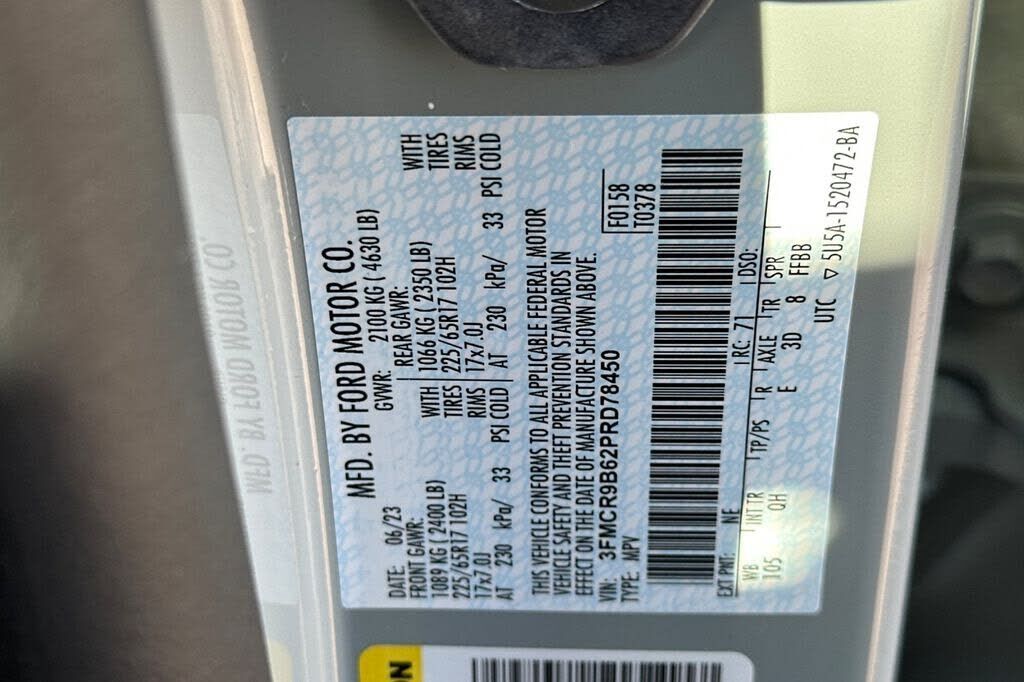 MFD. BY FORD MOTOR CO.
DATE: 06/23 GVWR: 2100 KG ( 4630 LB)
FRONT GAWR: REAR GAWR:
1089 KG ( 2400 LB) WITH 1066 KG ( 2350 LB) WITH
225/65R17 102H TIRES 225/65R17 102H TIRES
17x7.0J RIMS 17x7.0J RIMS
AT 230 kPa/ 33 PSI COLD AT 230 kPa/ 33 PSI COLD
THIS VEHICLE CONFORMS TO ALL APPLICABLE FEDERAL MOTOR
VEHICLE SAFETY AND THEFT PREVENTION STANDARDS IN
EFFECT ON THE DATE OF MANUFACTURE SHOWN ABOVE.
VIN: 3FMCR9B62PRD78450 F0158
TYPE: MPV T0378
EXT PNT: NE RC: 71 DSO:
WB INT TR TP/PS R AXLE TR SPR
105 QH E 3D 8 FFBB
UTC ▽ 5U5A-1520472-BA
ON